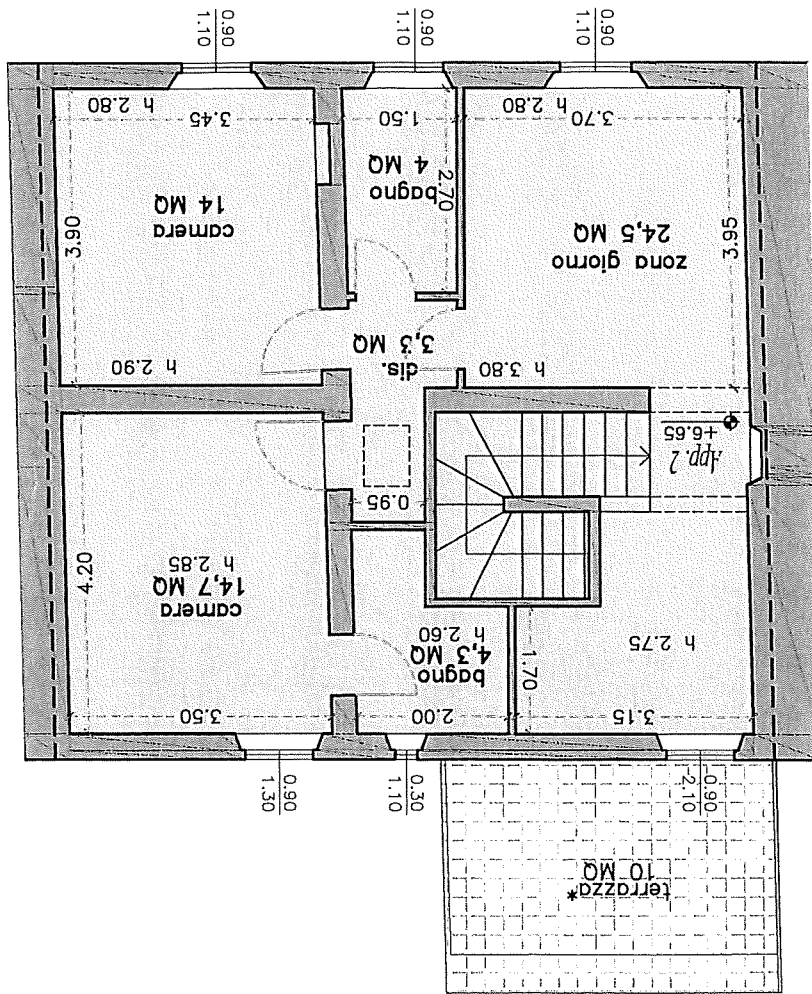 terrazza*
10 MQ
0.90
2.10
0.30
1.10
0.90
1.30
3.15
2.00
3.50
h 2.75
1.70
bagno
4,3 MQ
h 2.60
camera
14,7 MQ
h 2.85
4.20
0.95
App. 2
+6.65
h 3.80
dis.
3,3 MQ
h 2.90
3.95
zona giorno
24,5 MQ
2.70
bagno
4 MQ
camera
14 MQ
3.90
3.70
1.50
3.45
h 2.80
h 2.80
0.90
1.10
0.90
1.10
0.90
1.10